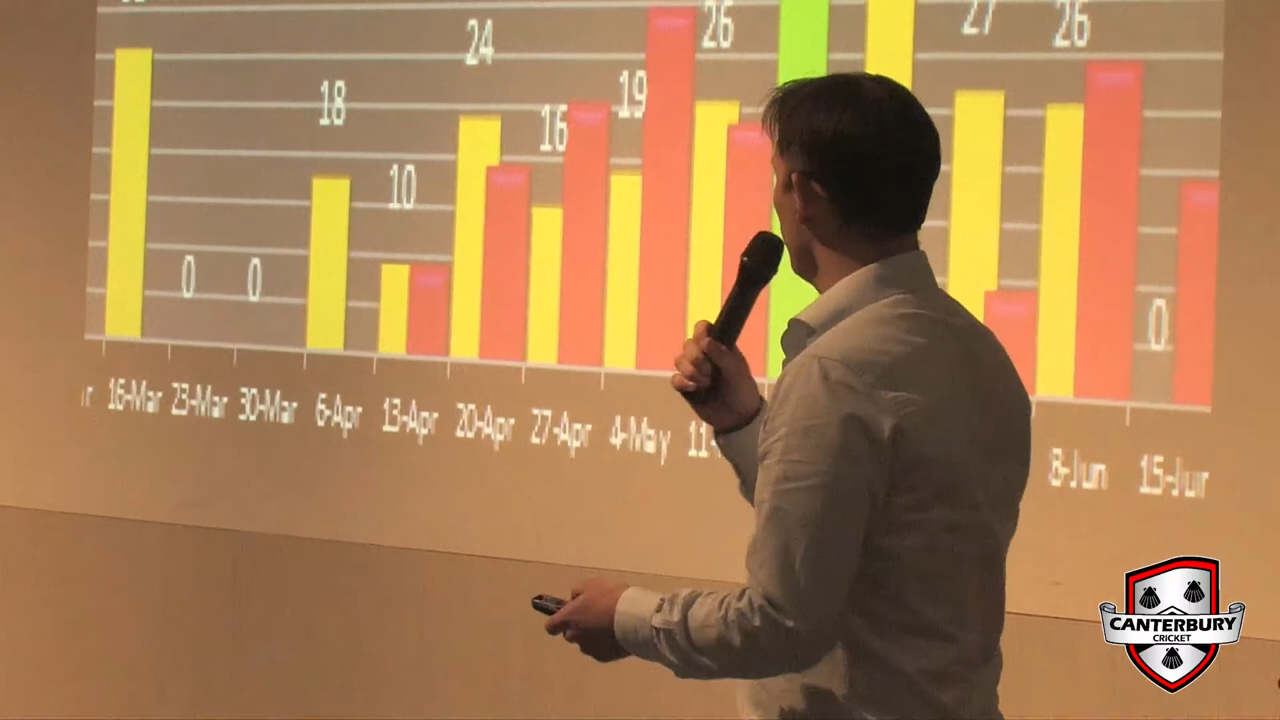 24
26
27
26
18
16
19
10
0
0
0
16-Mar
23-Mar
30-Mar
6-Apr
13-Apr
20-Apr
27-Apr
4-May
8-Jun
15-Jun
CANTERBURY
CRICKET